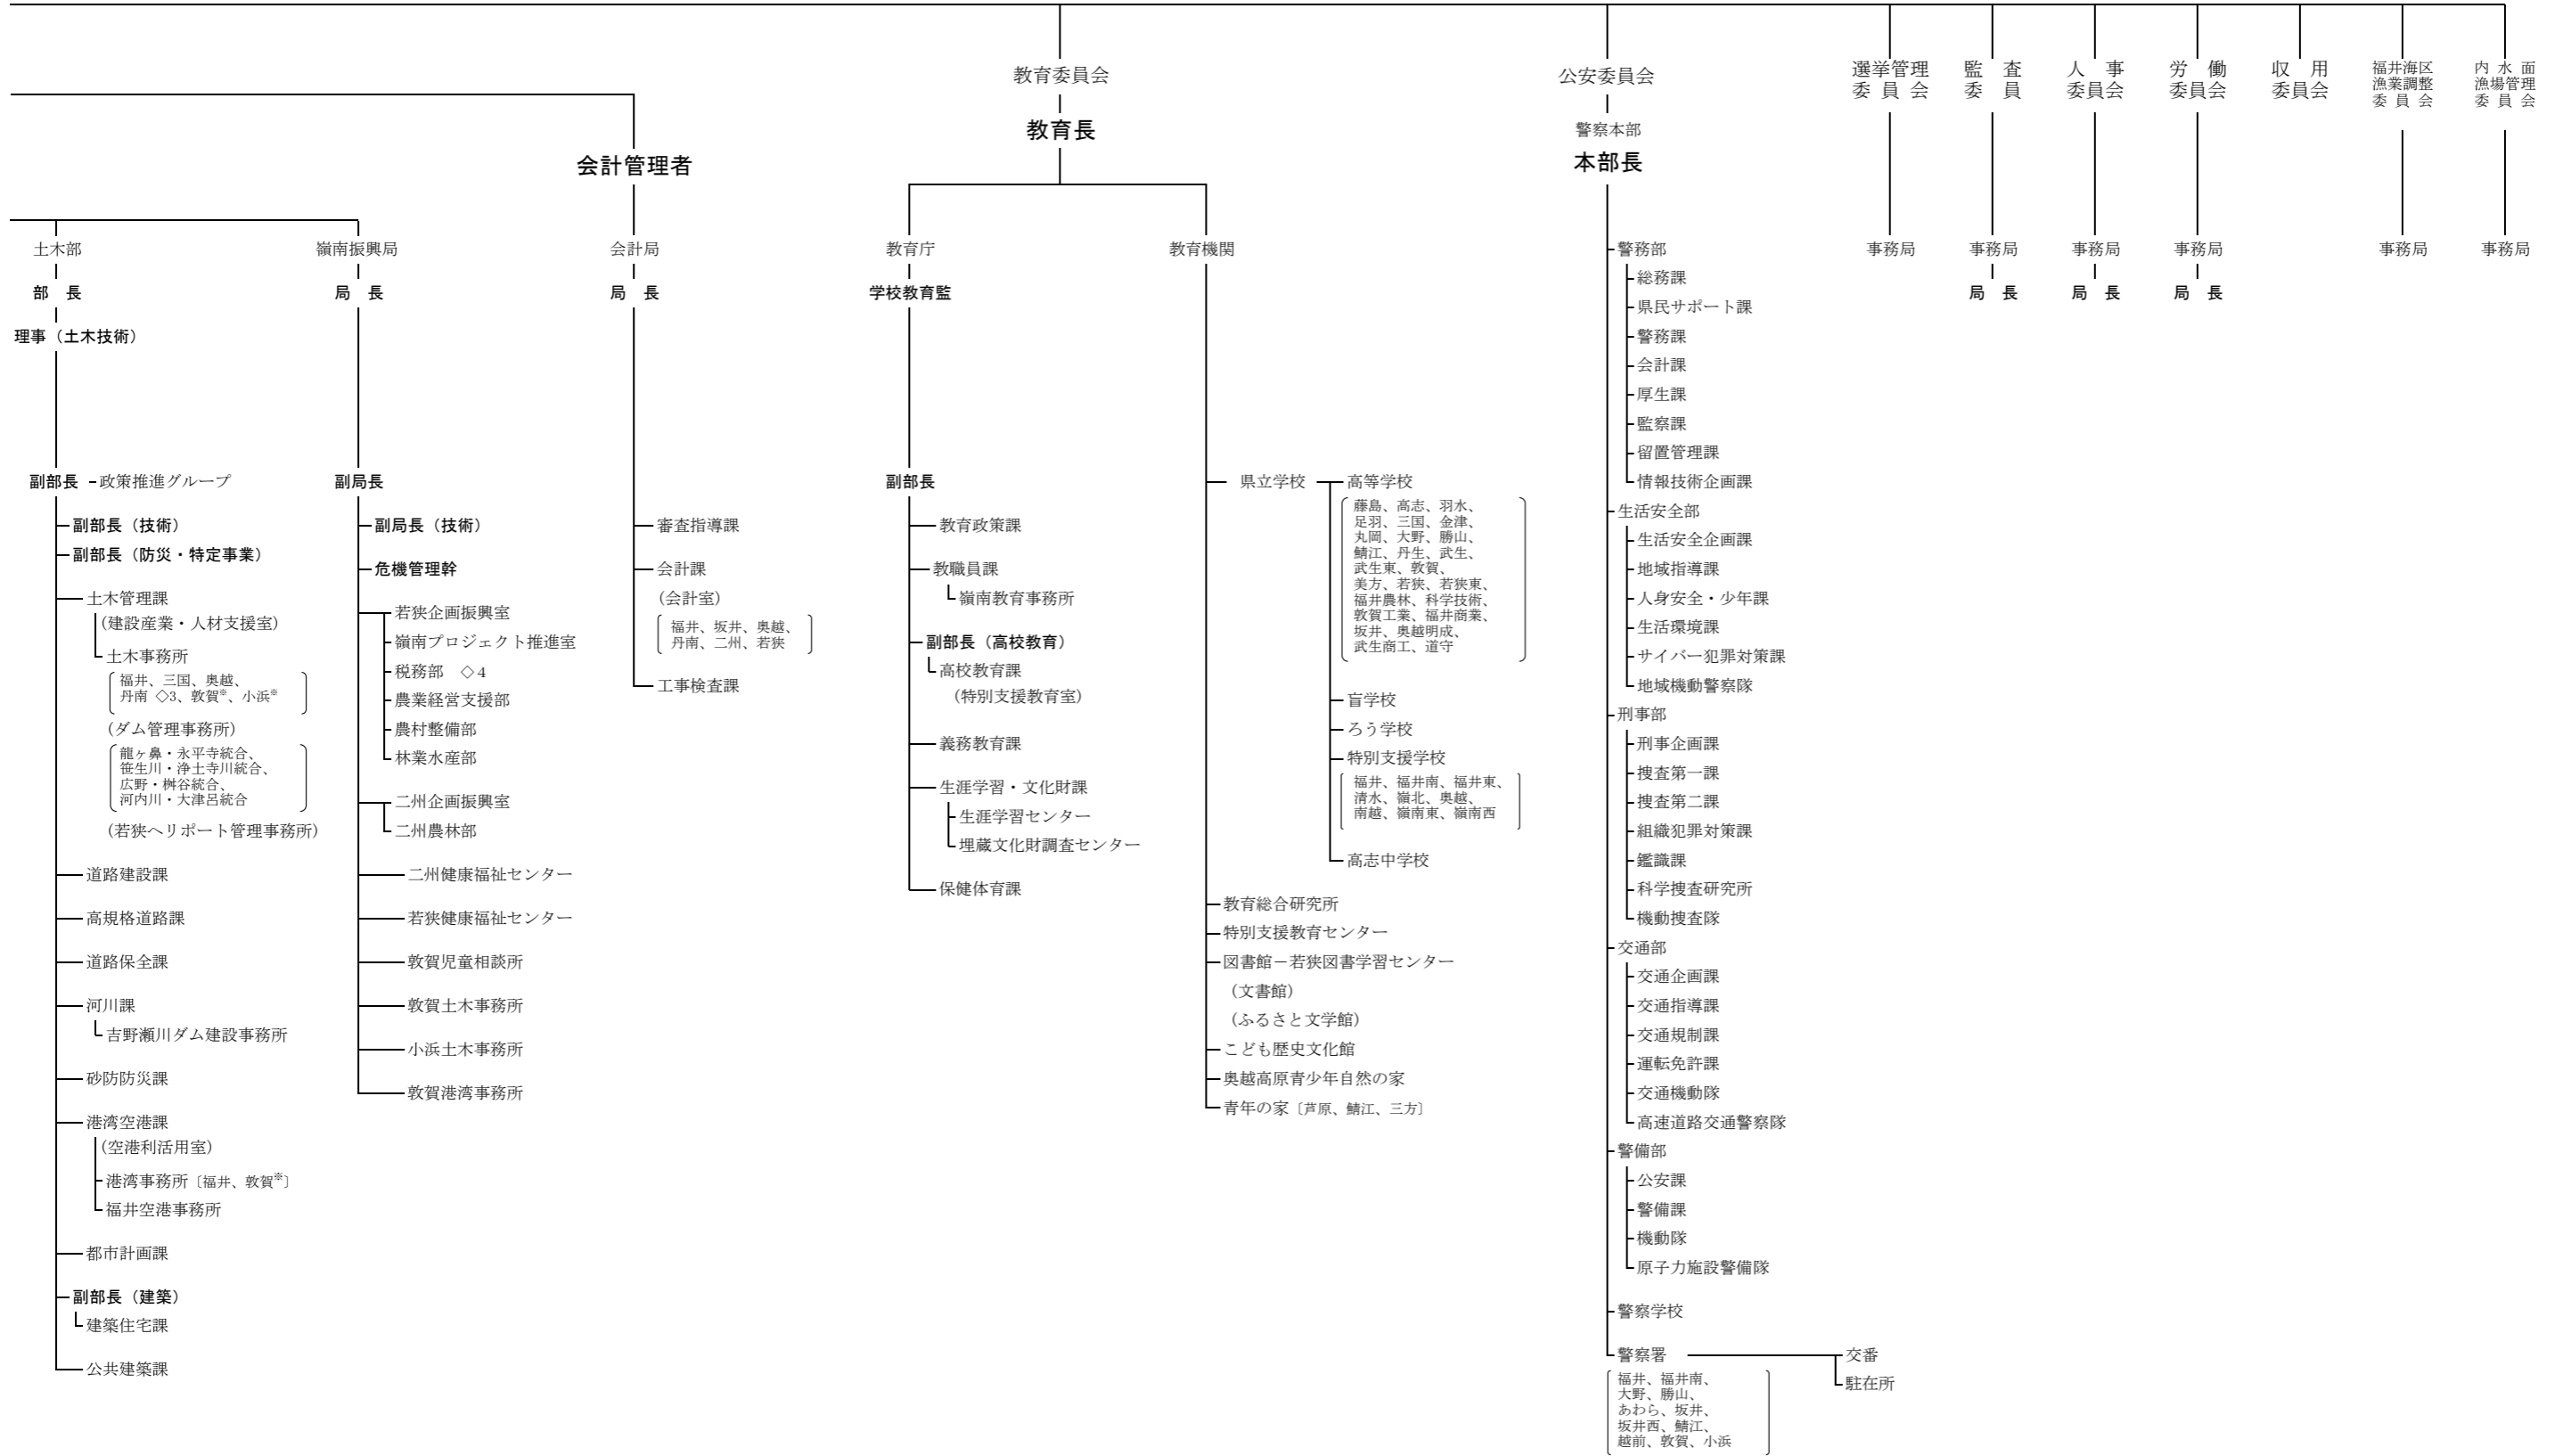 教育委員会
教育長
公安委員会
警察本部
本部長
選挙管理
委員会
監査
委員
人事
委員会
労働
委員会
収用
委員会
福井海区
漁業調整
委員会
内水面
漁場管理
委員会
会計管理者
土木部
部 長
理事（土木技術）
副部長 -政策推進グループ
副部長（技術）
副部長（防災・特定事業）
土木管理課
（建設産業・人材支援室）
土木事務所
福井、三国、奥越、
丹南 ◇3、敦賀※、小浜※
（ダム管理事務所）
龍ヶ鼻・永平寺統合、
笹生川・浄土寺川統合、
広野・桝谷統合、
河内川・大津呂統合
（若狭ヘリポート管理事務所）
道路建設課
高規格道路課
道路保全課
河川課
吉野瀬川ダム建設事務所
砂防防災課
港湾空港課
（空港利活用室）
港湾事務所〔福井、敦賀※〕
福井空港事務所
都市計画課
副部長（建築）
建築住宅課
公共建築課
嶺南振興局
局 長
副局長
副局長（技術）
危機管理幹
若狭企画振興室
嶺南プロジェクト推進室
税務部 ◇4
農業経営支援部
農村整備部
林業水産部
二州企画振興室
二州農林部
二州健康福祉センター
若狭健康福祉センター
敦賀児童相談所
敦賀土木事務所
小浜土木事務所
敦賀港湾事務所
会計局
局 長
審査指導課
会計課
（会計室）
福井、坂井、奥越、
丹南、二州、若狭
工事検査課
教育庁
学校教育監
副部長
教育政策課
教職員課
嶺南教育事務所
副部長（高校教育）
高校教育課
（特別支援教育室）
義務教育課
生涯学習・文化財課
生涯学習センター
埋蔵文化財調査センター
保健体育課
教育機関
県立学校
高等学校
藤島、高志、羽水、
足羽、三国、金津、
丸岡、大野、勝山、
鯖江、丹生、武生、
武生東、敦賀、
美方、若狭、若狭東、
福井農林、科学技術、
敦賀工業、福井商業、
坂井、奥越明成、
武生商工、道守
盲学校
ろう学校
特別支援学校
福井、福井南、福井東、
清水、嶺北、奥越、
南越、嶺南東、嶺南西
高志中学校
教育総合研究所
特別支援教育センター
図書館－若狭図書学習センター
（文書館）
（ふるさと文学館）
こども歴史文化館
奥越高原青少年自然の家
青年の家〔芦原、鯖江、三方〕
警務部
総務課
県民サポート課
警務課
会計課
厚生課
監察課
留置管理課
情報技術企画課
生活安全部
生活安全企画課
地域指導課
人身安全・少年課
生活環境課
サイバー犯罪対策課
地域機動警察隊
刑事部
刑事企画課
捜査第一課
捜査第二課
組織犯罪対策課
鑑識課
科学捜査研究所
機動捜査隊
交通部
交通企画課
交通指導課
交通規制課
運転免許課
交通機動隊
高速道路交通警察隊
警備部
公安課
警備課
機動隊
原子力施設警備隊
警察学校
警察署
福井、福井南、
大野、勝山、
あわら、坂井、
坂井西、鯖江、
越前、敦賀、小浜
交番
駐在所
事務局
事務局
局 長
事務局
局 長
事務局
局 長
事務局
事務局